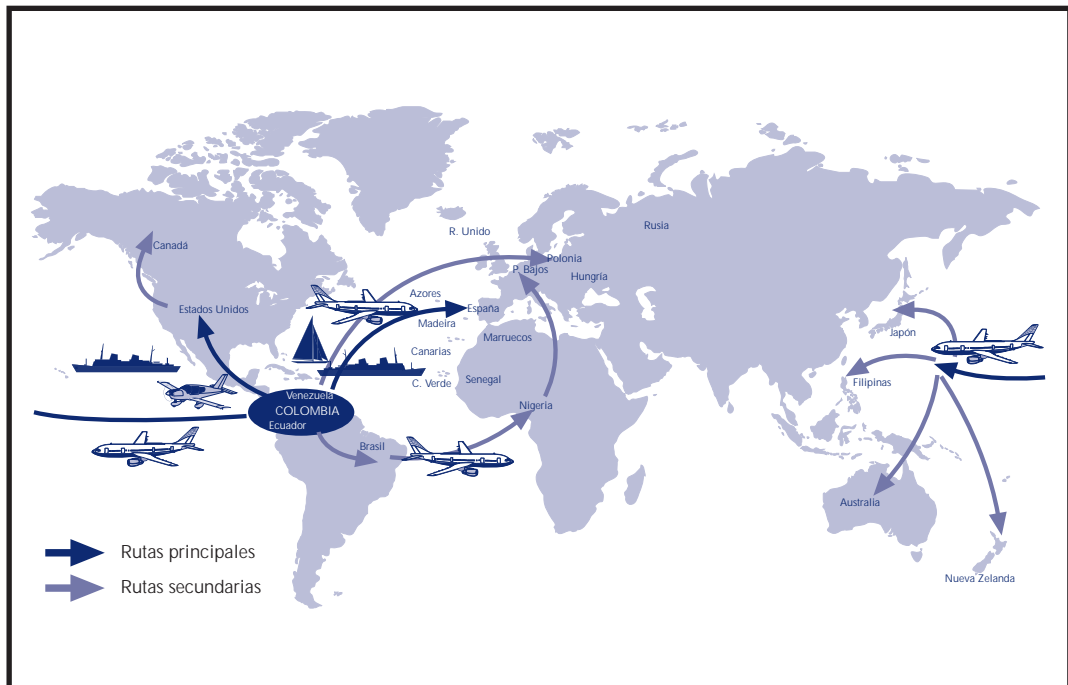 R. Unido
Rusia
Canadá
Polonia
P. Bajos
Hungría
Azores
Estados Unidos
España
Madeira
Marruecos
Japón
Canarias
C. Verde
Senegal
Filipinas
Venezuela
COLOMBIA
Ecuador
Nigeria
Brasil
Australia
Rutas principales
Rutas secundarias
Nueva Zelanda